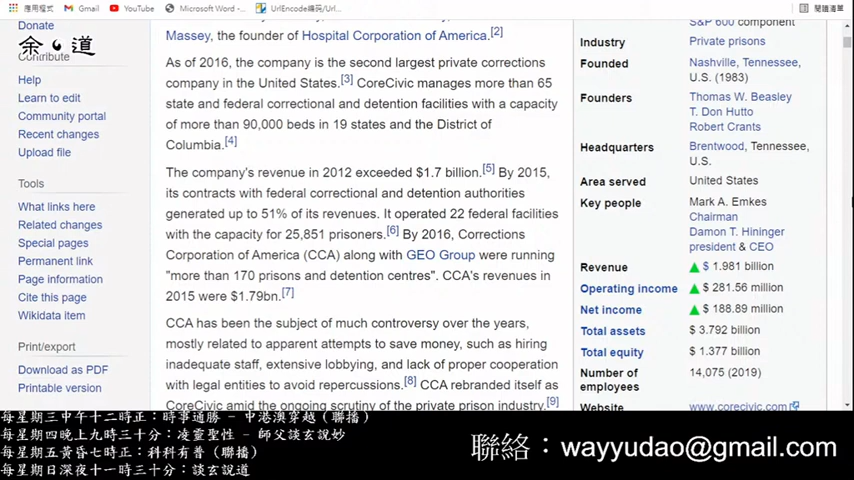 應用程式 Gmail YouTube Microsoft Word -... UrlEncode编码/Url... 閱讀清單
Donate
余道
Contribute
Help
Learn to edit
Community portal
Recent changes
Upload file
Tools
What links here
Related changes
Special pages
Permanent link
Page information
Cite this page
Wikidata item
Print/export
Download as PDF
Printable version
Massey, the founder of Hospital Corporation of America.[2]
As of 2016, the company is the second largest private corrections
company in the United States.[3] CoreCivic manages more than 65
state and federal correctional and detention facilities with a capacity
of more than 90,000 beds in 19 states and the District of
Columbia.[4]
The company's revenue in 2012 exceeded $1.7 billion.[5] By 2015,
its contracts with federal correctional and detention authorities
generated up to 51% of its revenues. It operated 22 federal facilities
with the capacity for 25,851 prisoners.[6] By 2016, Corrections
Corporation of America (CCA) along with GEO Group were running
"more than 170 prisons and detention centres". CCA's revenues in
2015 were $1.79bn.[7]
CCA has been the subject of much controversy over the years,
mostly related to apparent attempts to save money, such as hiring
inadequate staff, extensive lobbying, and lack of proper cooperation
with legal entities to avoid repercussions.[8] CCA rebranded itself as
CoreCivic amid the ongoing scrutiny of the private prison industry.[9]
S&P 600 component
Industry Private prisons
Founded Nashville, Tennessee,
U.S. (1983)
Founders Thomas W. Beasley
T. Don Hutto
Robert Crants
Headquarters Brentwood, Tennessee,
U.S.
Area served United States
Key people Mark A. Emkes
Chairman
Damon T. Hininger
president & CEO
Revenue ▲ $ 1.981 billion
Operating income ▲ $ 281.56 million
Net income ▲ $ 188.89 million
Total assets $ 3.792 billion
Total equity $ 1.377 billion
Number of 14,075 (2019)
employees
Website www.corecivic.com
每星期三中午十二時正：時事通勝 - 中港澳穿越（聯播）
每星期四晚上九時三十分：凌靈聖性 - 師父談玄說妙
每星期五黃昏七時正：科科有普（聯播）
每星期日深夜十一時三十分：談玄說道
聯絡：wayyudao@gmail.com